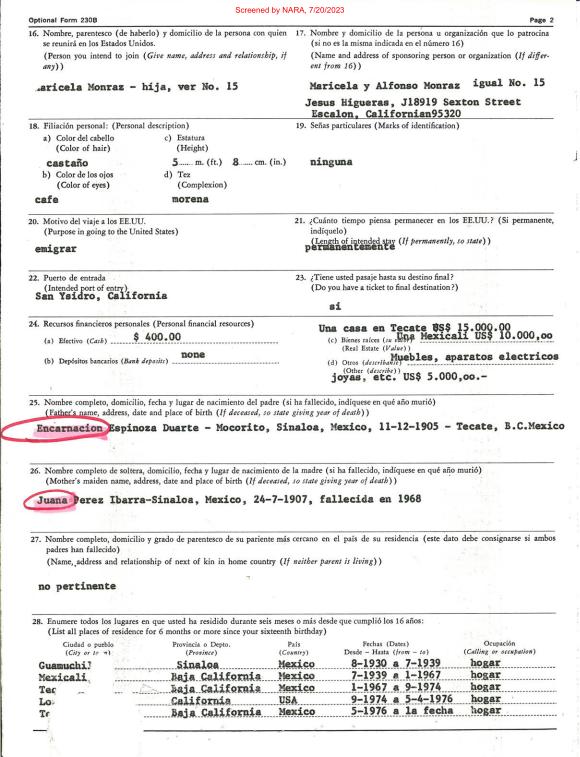 Screened by NARA, 7/20/2023
Optional Form 230B
Page 2
16. Nombre, parentesco (de haberlo) y domicilio de la persona con quien se reunirá en los Estados Unidos.
(Person you intend to join (Give name, address and relationship, if any))
aricela Monraz - hija, ver No. 15
17. Nombre y domicilio de la persona u organización que lo patrocina (si no es la misma indicada en el número 16)
(Name and address of sponsoring person or organization (If different from 16))
Maricela y Alfonso Monraz igual No. 15
Jesus Higueras, J18919 Sexton Street
Escalon, Californian95320
18. Filiación personal: (Personal description)
a) Color del cabello
(Color of hair)
castaño
b) Color de los ojos
(Color of eyes)
cafe
c) Estatura
(Height)
5 m. (ft.) 8 cm. (in.)
d) Tez
(Complexion)
morena
19. Señas particulares (Marks of identification)
ninguna
20. Motivo del viaje a los EE.UU.
(Purpose in going to the United States)
emigrar
21. ¿Cuánto tiempo piensa permanecer en los EE.UU.? (Si permanente, indíquelo)
(Length of intended stay (If permanently, so state))
permanentemente
22. Puerto de entrada
(Intended port of entry)
San Ysidro, California
23. ¿Tiene usted pasaje hasta su destino final?
(Do you have a ticket to final destination?)
si
24. Recursos financieros personales (Personal financial resources)
(a) Efectivo (Cash) $ 400.00
(b) Depósitos bancarios (Bank deposits) none
Una casa en Tecate US$ 15.000.00
(c) Bienes raíces Una Mexicali US$ 10.000,oo
(Real Estate (Value))
(d) Otros (describanse) Muebles, aparatos electricos
(Other (describe))
joyas, etc. US$ 5.000,oo.-
25. Nombre completo, domicilio, fecha y lugar de nacimiento del padre (si ha fallecido, indíquese en qué año murió)
(Father's name, address, date and place of birth (If deceased, so state giving year of death))
Encarnacion Espinoza Duarte - Mocorito, Sinaloa, Mexico, 11-12-1905 - Tecate, B.C.Mexico
26. Nombre completo de soltera, domicilio, fecha y lugar de nacimiento de la madre (si ha fallecido, indíquese en qué año murió)
(Mother's maiden name, address, date and place of birth (If deceased, so state giving year of death))
Juana Perez Ibarra-Sinaloa, Mexico, 24-7-1907, fallecida en 1968
27. Nombre completo, domicilio y grado de parentesco de su pariente más cercano en el país de su residencia (este dato debe consignarse si ambos padres han fallecido)
(Name, address and relationship of next of kin in home country (If neither parent is living))
no pertinente
28. Enumere todos los lugares en que usted ha residido durante seis meses o más desde que cumplió los 16 años:
(List all places of residence for 6 months or more since your sixteenth birthday)
Ciudad o pueblo Provincia o Depto. País Fechas (Dates) Ocupación
(City or (Province) (Country) Desde - Hasta (from - to) (Calling or occupation)
Guamuchi Sinaloa Mexico 8-1930 a 7-1939 hogar
Mexicali Baja California Mexico 7-1939 a 1-1967 hogar
Tec Baja California Mexico 1-1967 a 9-1974 hogar
Lo California USA 9-1974 a 5-4-1976 hogar
Te Baja California Mexico 5-1976 a la fecha hogar